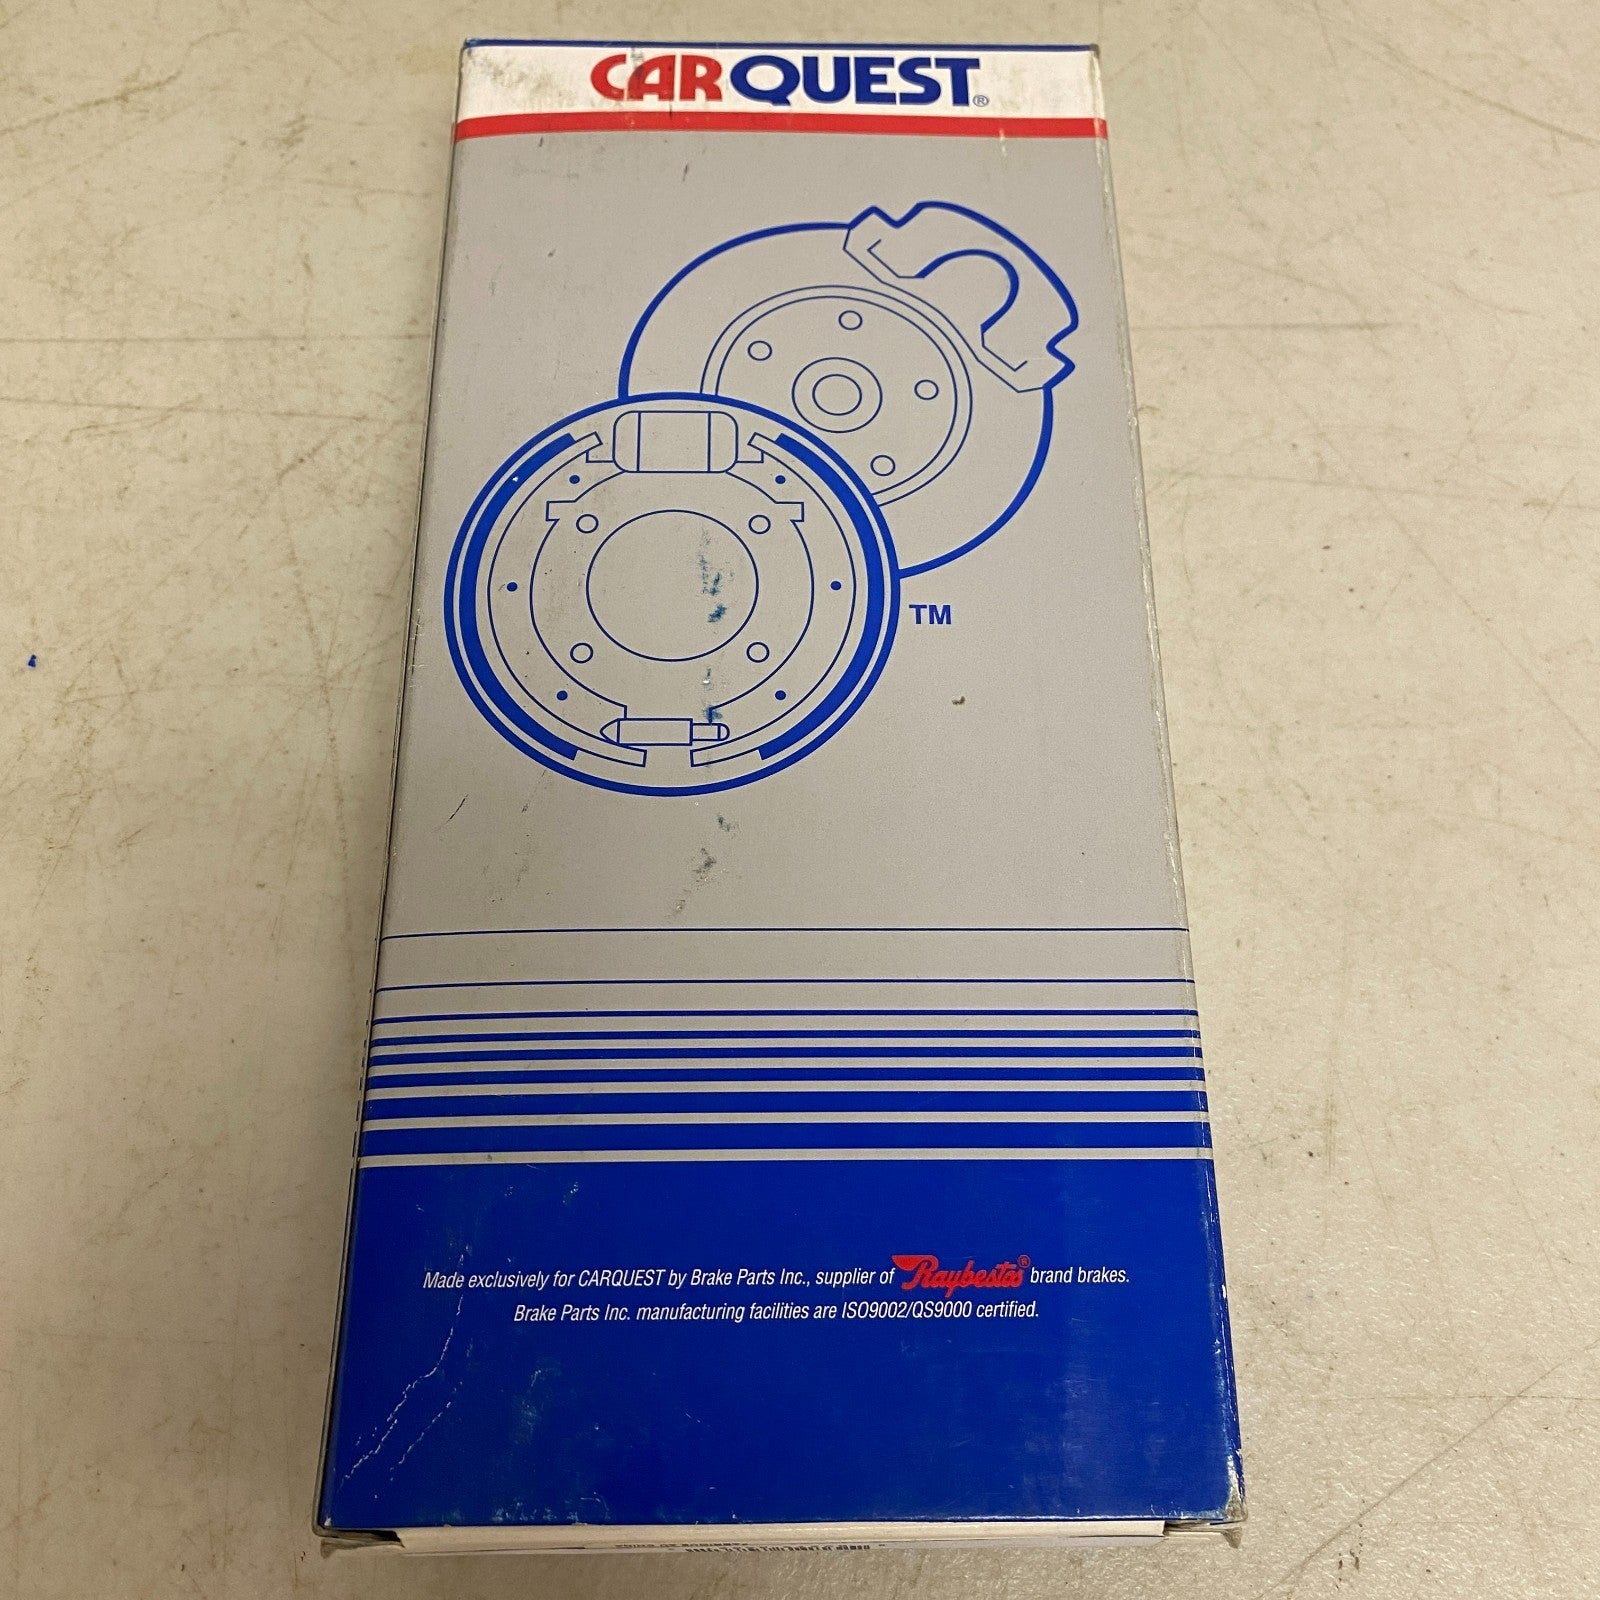 CARQUEST®
TM
Made exclusively for CARQUEST by Brake Parts Inc., supplier of Raybestos® brand brakes.
Brake Parts Inc. manufacturing facilities are ISO9002/QS9000 certified.